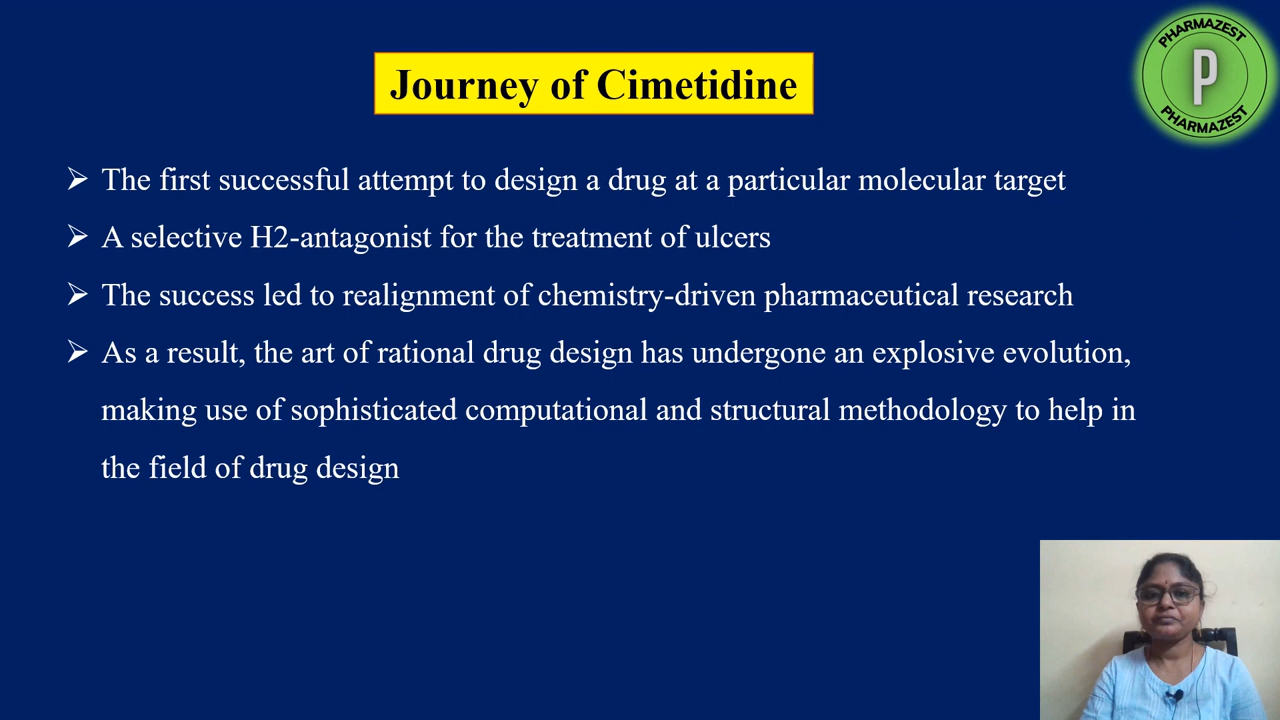 PHARMAZEST
P
PHARMAZEST
Journey of Cimetidine
➢ The first successful attempt to design a drug at a particular molecular target
➢ A selective H2-antagonist for the treatment of ulcers
➢ The success led to realignment of chemistry-driven pharmaceutical research
➢ As a result, the art of rational drug design has undergone an explosive evolution,
making use of sophisticated computational and structural methodology to help in
the field of drug design